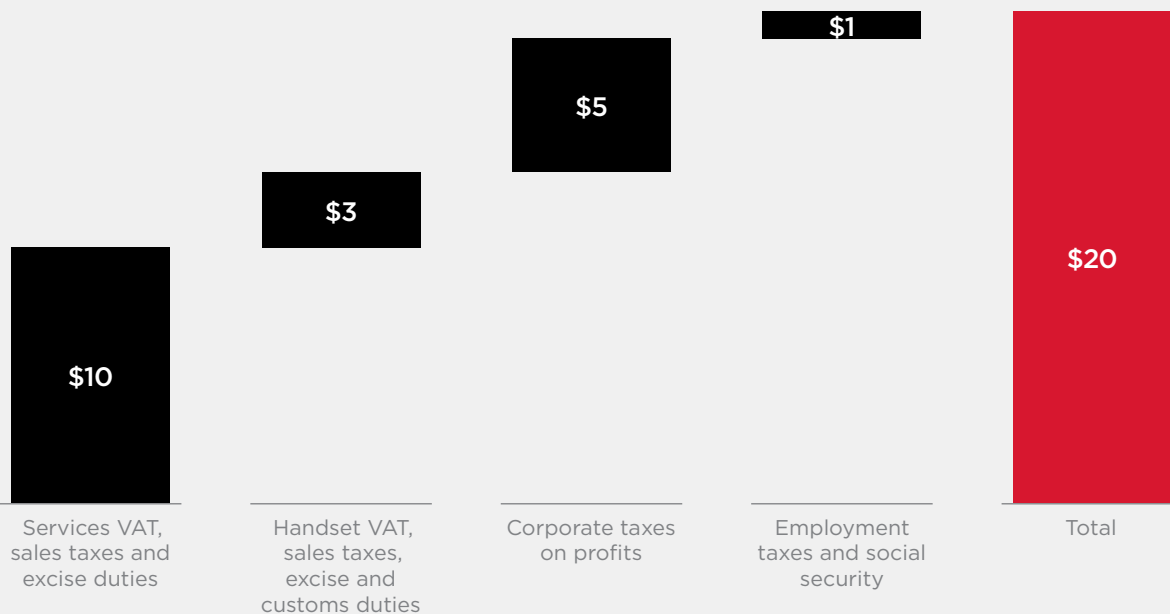 $1
$5
$3
$20
$10
Services VAT,
sales taxes and
excise duties
Handset VAT,
sales taxes,
excise and
customs duties
Corporate taxes
on profits
Employment
taxes and social
security
Total